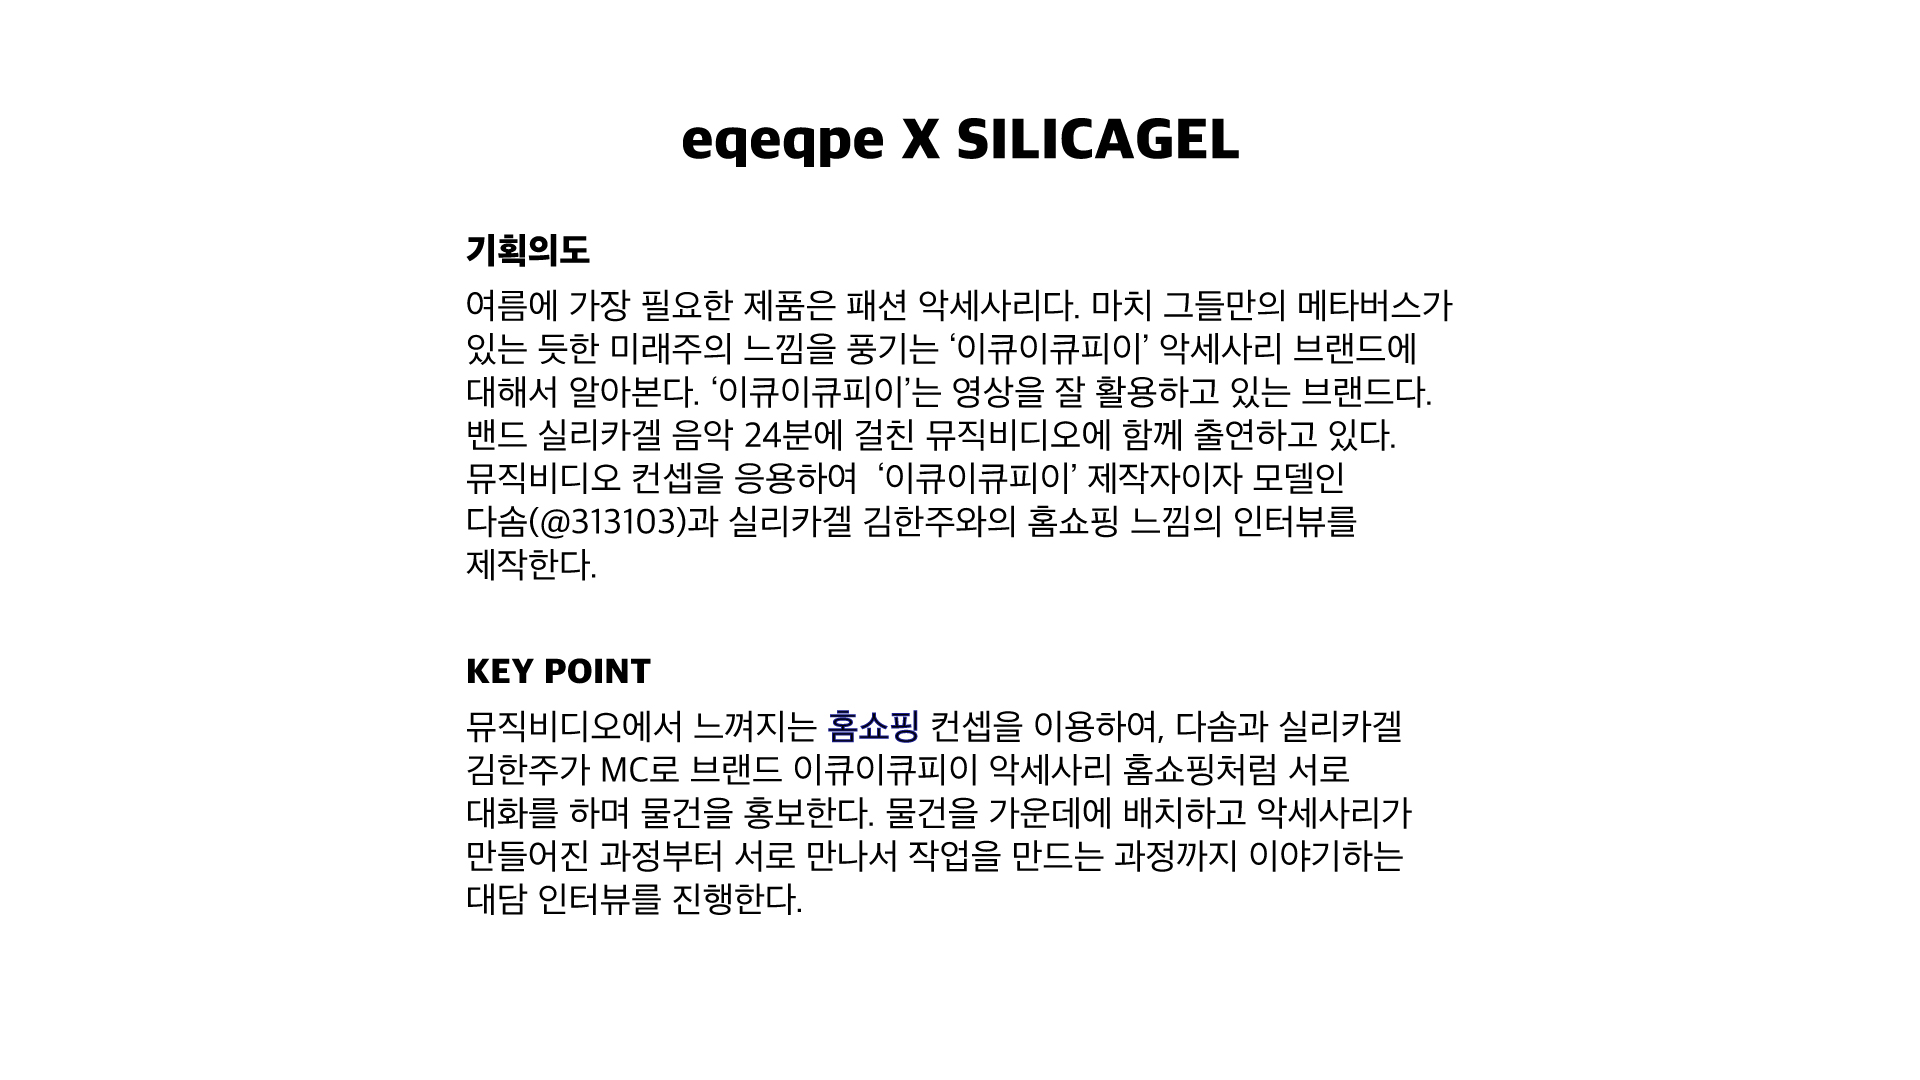 eqeqpe X SILICAGEL
기획의도
여름에 가장 필요한 제품은 패션 악세사리다. 마치 그들만의 메타버스가
있는 듯한 미래주의 느낌을 풍기는 ‘이큐이큐피이’ 악세사리 브랜드에
대해서 알아본다. ‘이큐이큐피이’는 영상을 잘 활용하고 있는 브랜드다.
밴드 실리카겔 음악 24분에 걸친 뮤직비디오에 함께 출연하고 있다.
뮤직비디오 컨셉을 응용하여  ‘이큐이큐피이’ 제작자이자 모델인
다솜(@313103)과 실리카겔 김한주와의 홈쇼핑 느낌의 인터뷰를
제작한다.
KEY POINT
뮤직비디오에서 느껴지는 홈쇼핑 컨셉을 이용하여, 다솜과 실리카겔
김한주가 MC로 브랜드 이큐이큐피이 악세사리 홈쇼핑처럼 서로
대화를 하며 물건을 홍보한다. 물건을 가운데에 배치하고 악세사리가
만들어진 과정부터 서로 만나서 작업을 만드는 과정까지 이야기하는
대담 인터뷰를 진행한다.